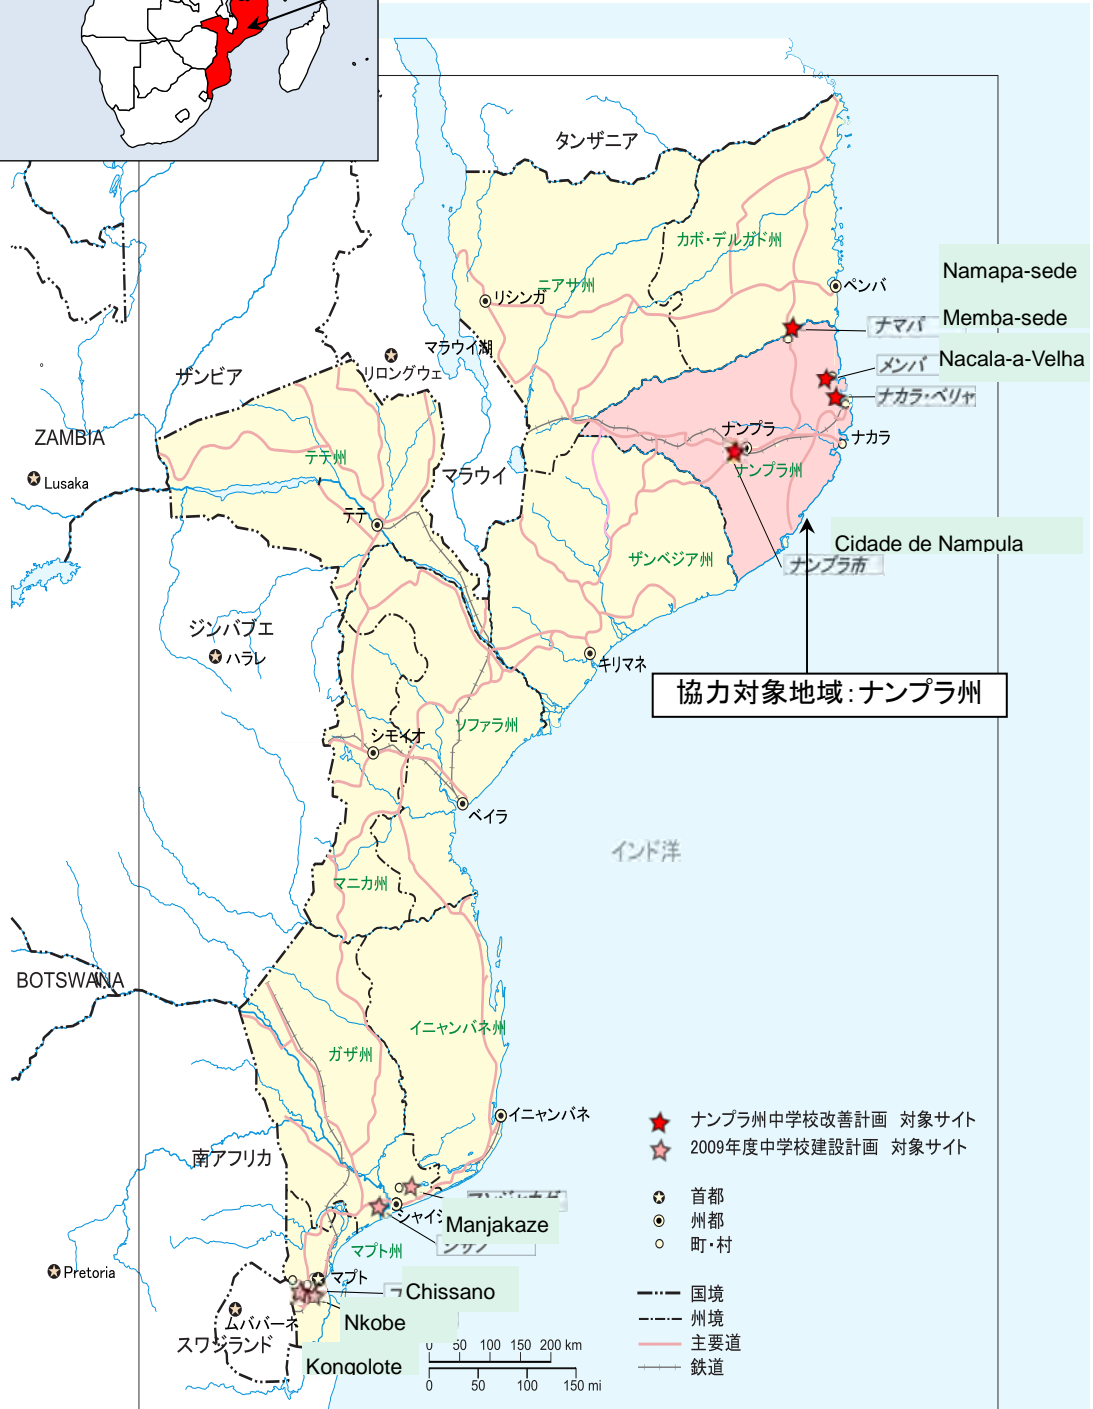 タンザニア
カボ・デルガド州
Namapa-sede
ニアサ州
ペンバ
リシンガ
Memba-sede
ナマパ
マラウイ湖
Nacala-a-Velha
メンバ
リロングウェ
ザンビア
ナカラ・ベリャ
ナンプラ
ナカラ
ZAMBIA
テテ州
ナンプラ州
マラウイ
Lusaka
テテ
Cidade de Nampula
ザンベジア州
ナンプラ市
ジンバブエ
ハラレ
キリマネ
協力対象地域：ナンプラ州
ソファラ州
シモイオ
ベイラ
インド洋
マニカ州
BOTSWANA
イニャンバネ州
ガザ州
イニャンバネ
ナンプラ州中学校改善計画　対象サイト
2009年度中学校建設計画　対象サイト
南アフリカ
首都
州都
町・村
シャイ
Manjakaze
マプト州
Pretoria
マプト
Chissano
国境
Nkobe
ムババーネ
州境
スワジランド
主要道
0 50 100 150 200 km
Kongolote
鉄道
0 50 100 150 mi